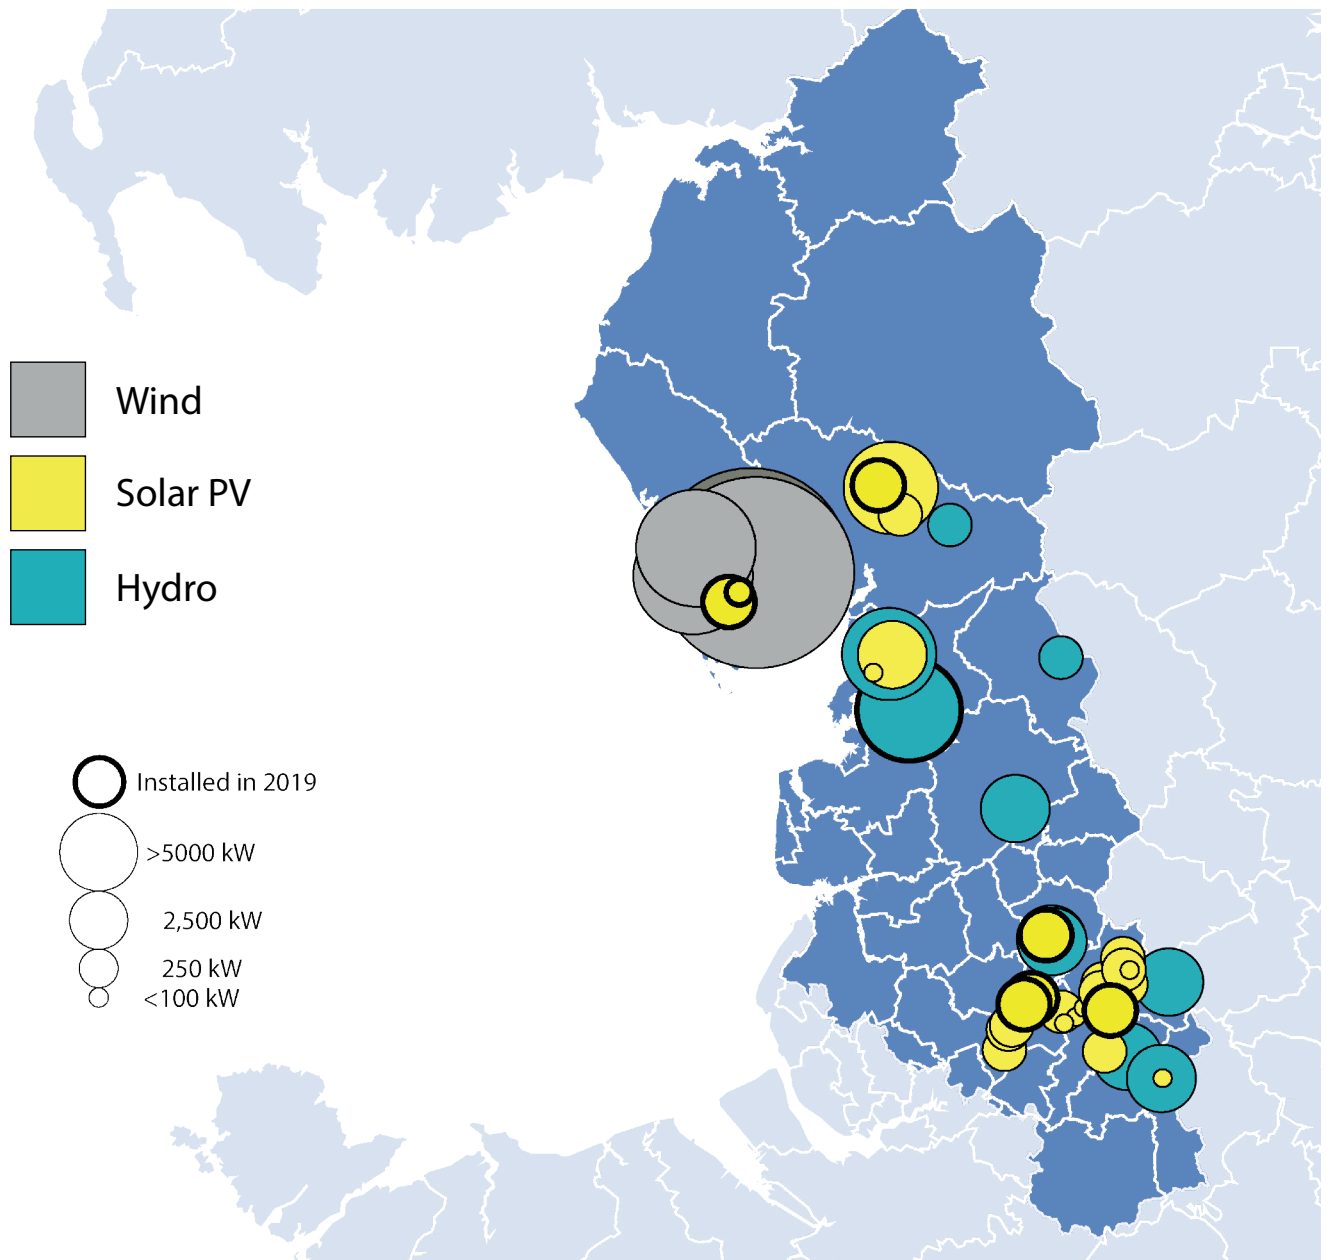 Wind
Solar PV
Hydro
Installed in 2019
>5000 kW
2,500 kW
250 kW
<100 kW